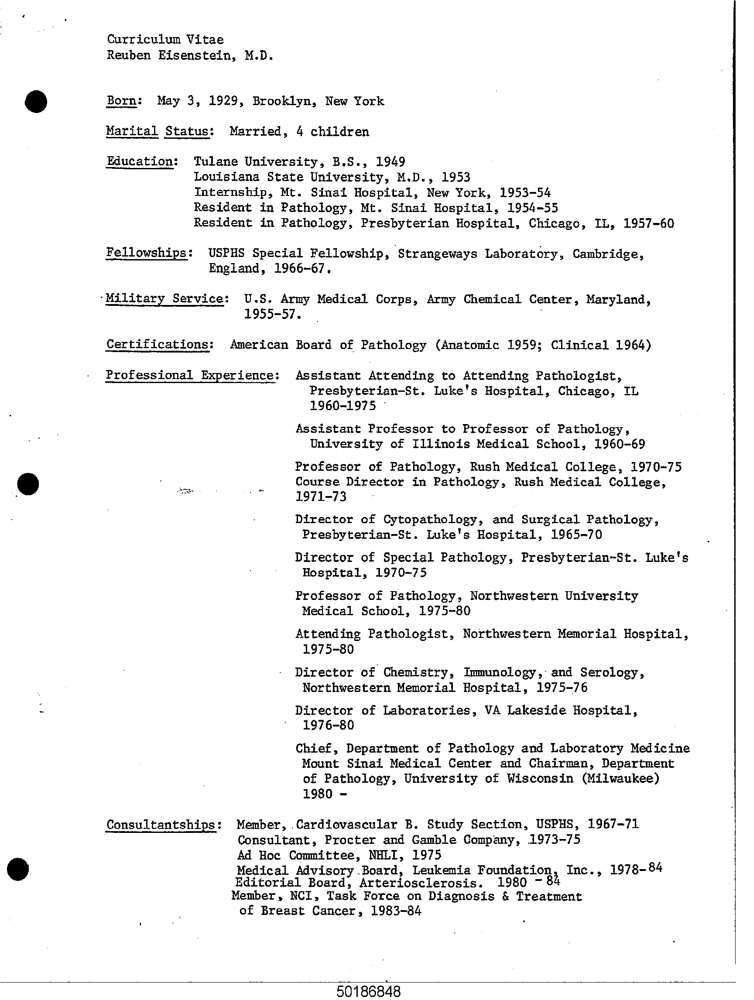 Curriculum Vitae
Reuben Eisenstein, M.D.
Born: May 3, 1929, Brooklyn, New York
Marital Status: Married, 4 children
Education: Tulane University, B.S., 1949
Louisiana State University, M.D., 1953
Internship, Mt. Sinai Hospital, New York, 1953-54
Resident in Pathology, Mt. Sinai Hospital, 1954-55
Resident in Pathology, Presbyterian Hospital, Chicago, IL, 1957-60
Fellowships: USPHS Special Fellowship, Strangeways Laboratory, Cambridge,
England, 1966-67.
Military Service: U.S. Army Medical Corps, Army Chemical Center, Maryland,
1955-57.
Certifications: American Board of Pathology (Anatomic 1959; Clinical 1964)
Professional Experience: Assistant Attending to Attending Pathologist,
Presbyterian-St. Luke's Hospital, Chicago, IL
1960-1975
Assistant Professor to Professor of Pathology,
University of Illinois Medical School, 1960-69
Professor of Pathology, Rush Medical College, 1970-75
Course Director in Pathology, Rush Medical College,
1971-73
Director of Cytopathology, and Surgical Pathology,
Presbyterian-St. Luke's Hospital, 1965-70
Director of Special Pathology, Presbyterian-St. Luke's
Hospital, 1970-75
Professor of Pathology, Northwestern University
Medical School, 1975-80
Attending Pathologist, Northwestern Memorial Hospital,
1975-80
Director of Chemistry, Immunology, and Serology,
Northwestern Memorial Hospital, 1975-76
Director of Laboratories, VA Lakeside Hospital,
1976-80
Chief, Department of Pathology and Laboratory Medicine
Mount Sinai Medical Center and Chairman, Department
of Pathology, University of Wisconsin (Milwaukee)
1980 -
Consultantships: Member, Cardiovascular B. Study Section, USPHS, 1967-71
Consultant, Procter and Gamble Company, 1973-75
Ad Hoc Committee, NHLI, 1975
Medical Advisory Board, Leukemia Foundation, Inc., 1978-84
Editorial Board, Arteriosclerosis. 1980 - 84
Member, NCI, Task Force on Diagnosis & Treatment
of Breast Cancer, 1983-84
50186848